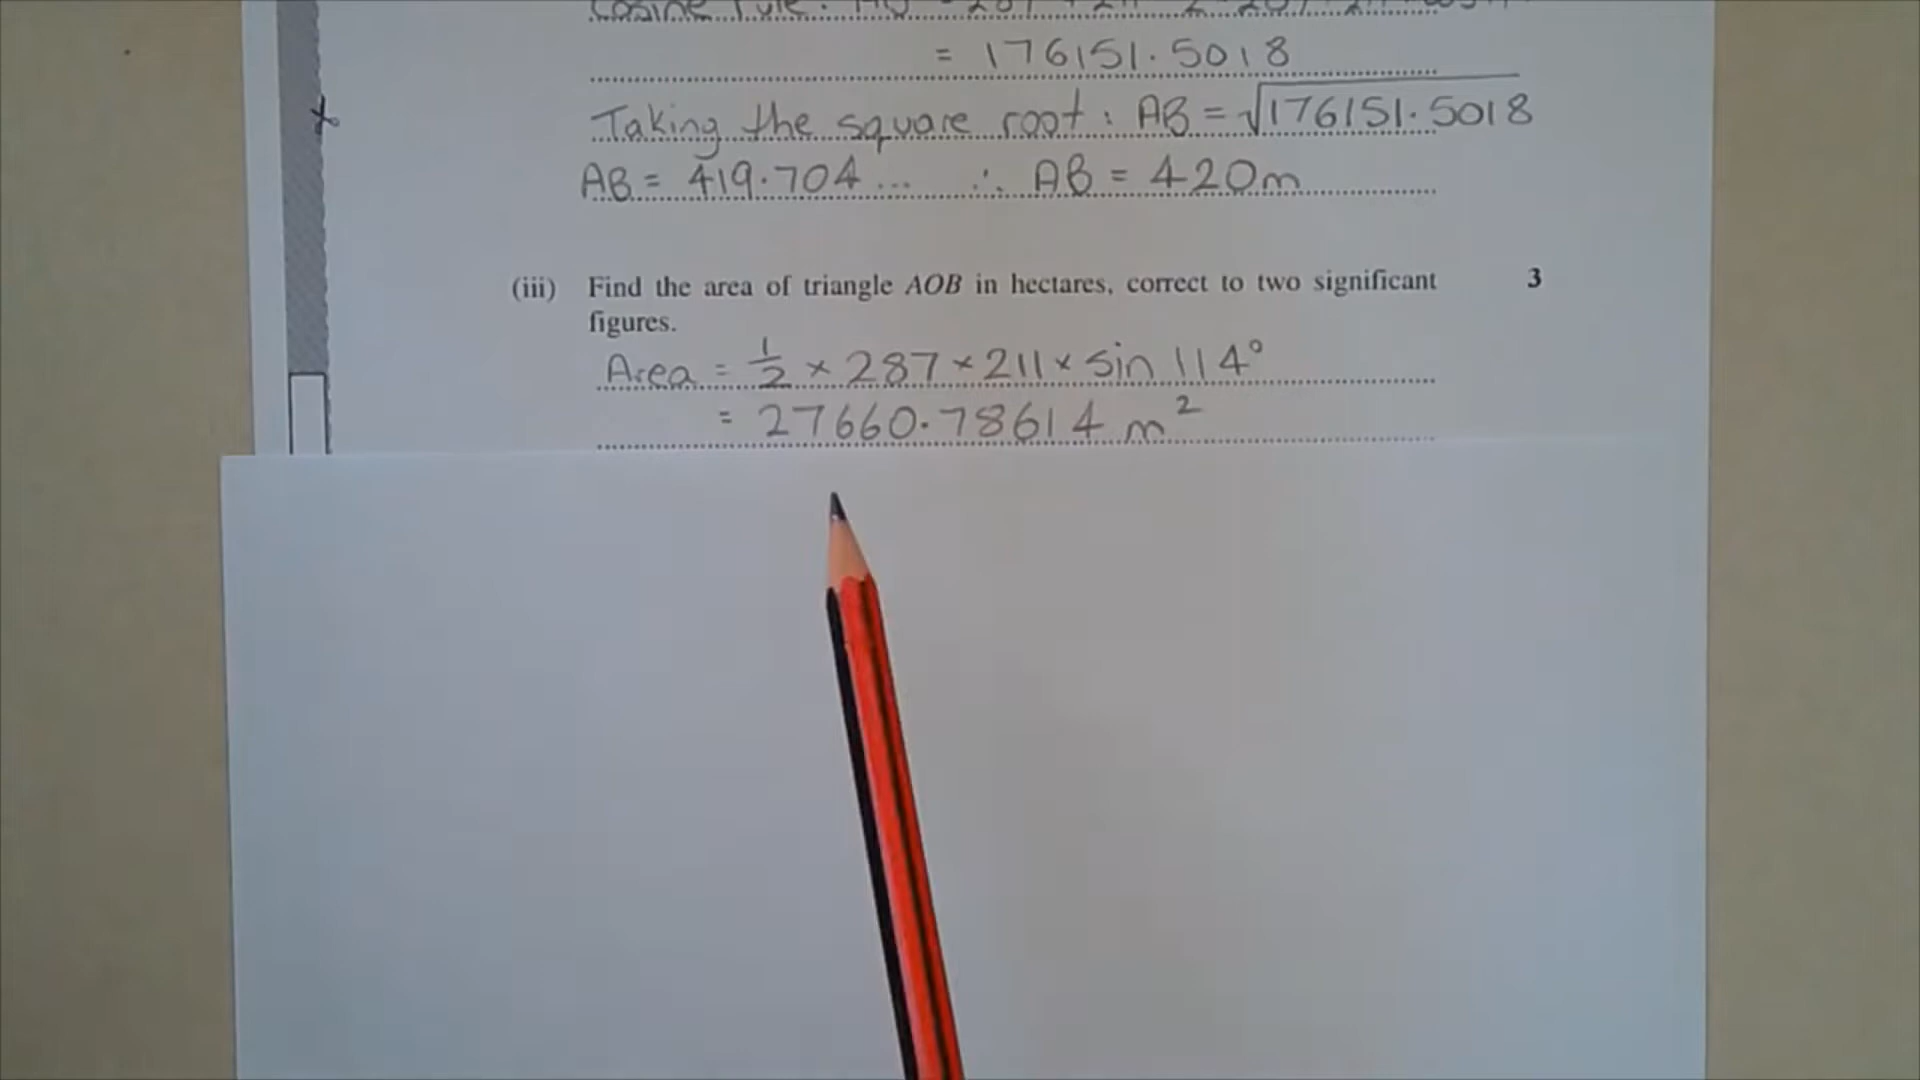 Cosine rule:
= 176151.5018
Taking the square root: AB = √176151.5018
AB = 419.704... ∴ AB = 420m
(iii) Find the area of triangle AOB in hectares, correct to two significant 3
figures.
Area = 1/2 × 287 × 211 × sin 114°
= 27660.78614 m²